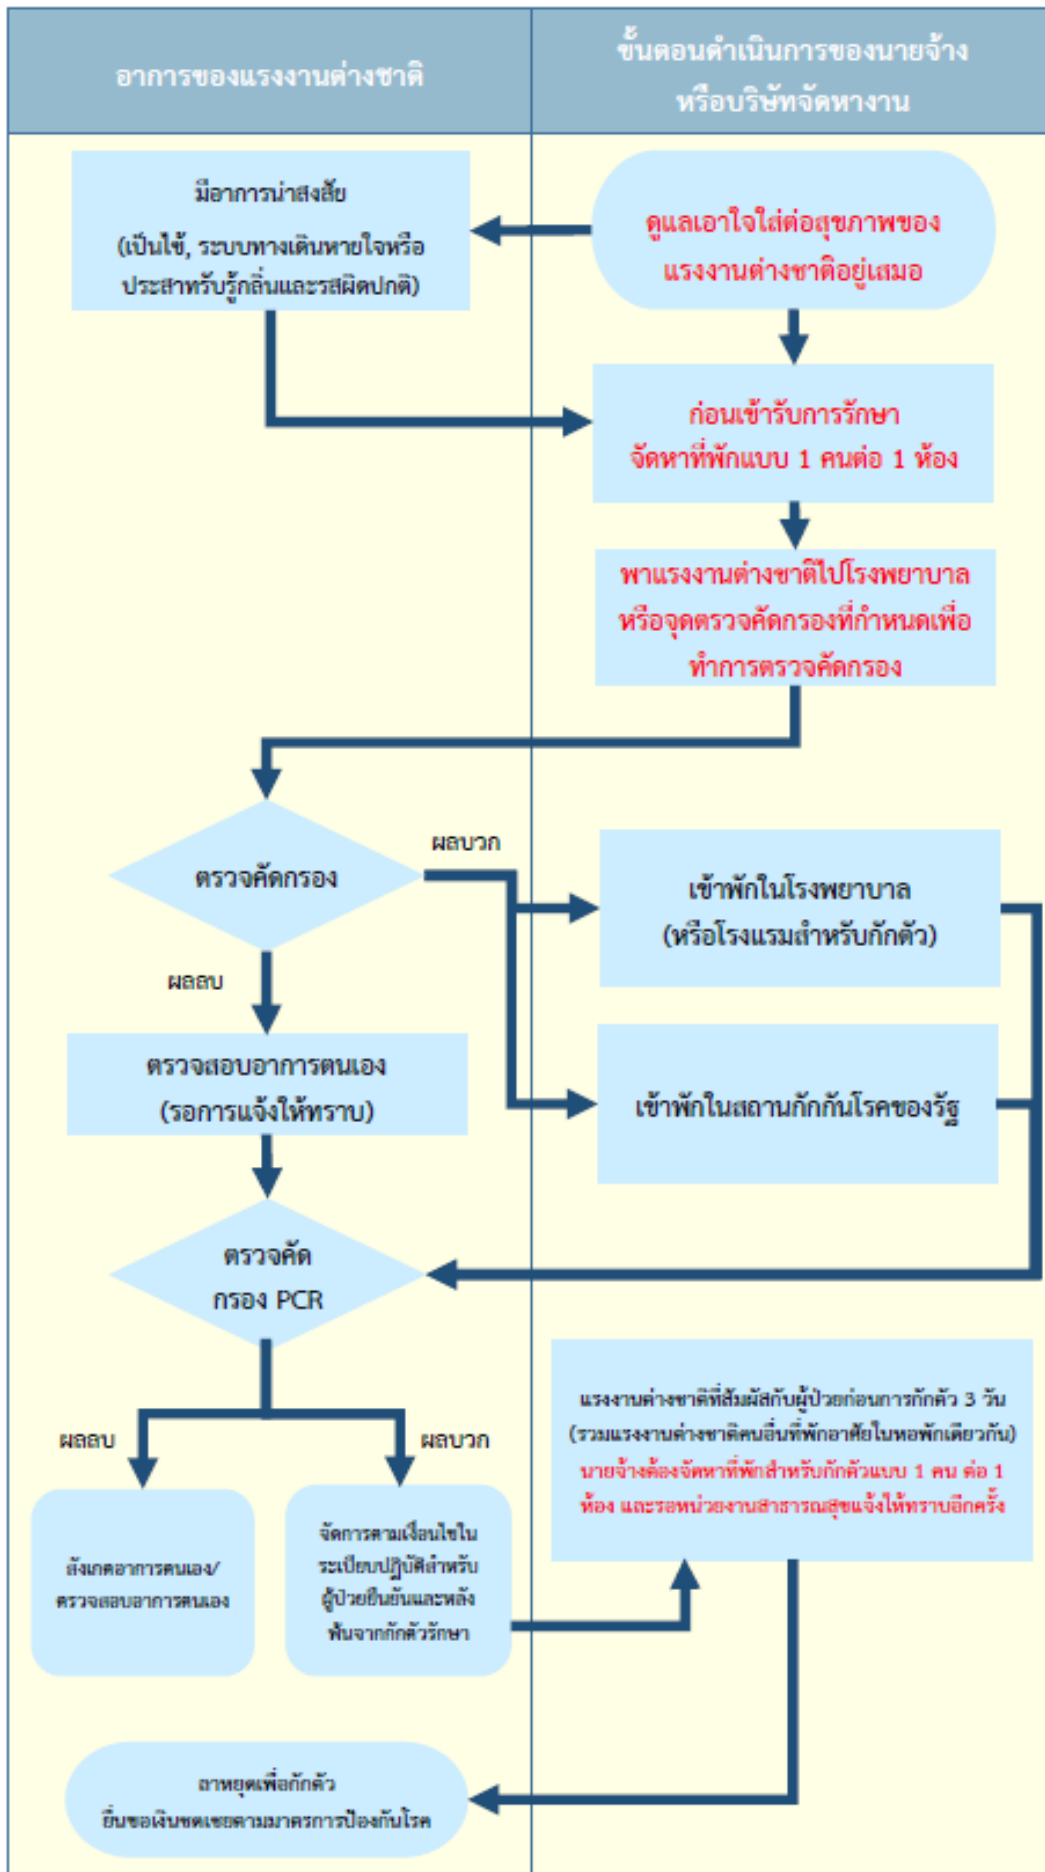 อาการของแรงงานต่างชาติ
ขั้นตอนดำเนินการของนายจ้าง
หรือบริษัทจัดหางาน
มีอาการน่าสงสัย
(เป็นไข้, ระบบทางเดินหายใจหรือ
ประสาทรับรู้กลิ่นและรสผิดปกติ)
ดูแลเอาใจใส่ต่อสุขภาพของ
แรงงานต่างชาติอยู่เสมอ
ก่อนเข้ารับการรักษา
จัดหาที่พักแบบ 1 คนต่อ 1 ห้อง
พาแรงงานต่างชาติไปโรงพยาบาล
หรือจุดตรวจคัดกรองที่กำหนดเพื่อ
ทำการตรวจคัดกรอง
ตรวจคัดกรอง
ผลบวก
เข้าพักในโรงพยาบาล
(หรือโรงแรมสำหรับกักตัว)
ผลลบ
ตรวจสอบอาการตนเอง
(รอการแจ้งให้ทราบ)
เข้าพักในสถานกักกันโรคของรัฐ
ตรวจคัด
กรอง PCR
ผลลบ
ผลบวก
แรงงานต่างชาติที่สัมผัสกับผู้ป่วยก่อนการกักตัว 3 วัน
(รวมแรงงานต่างชาติคนอื่นที่พักอาศัยในหอพักเดียวกัน)
นายจ้างต้องจัดหาที่พักสำหรับกักตัวแบบ 1 คน ต่อ 1
ห้อง และรอหน่วยงานสาธารณสุขแจ้งให้ทราบอีกครั้ง
สังเกตอาการตนเอง/
ตรวจสอบอาการตนเอง
จัดการตามเงื่อนไขใน
ระเบียบปฏิบัติสำหรับ
ผู้ป่วยยืนยันและหลัง
พ้นจากกักตัวรักษา
ลาหยุดเพื่อกักตัว
ยื่นขอเงินชดเชยตามมาตรการป้องกันโรค